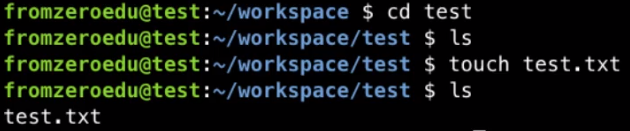 fromzeroedu@test:~/workspace $ cd test
fromzeroedu@test:~/workspace/test $ ls
fromzeroedu@test:~/workspace/test $ touch test.txt
fromzeroedu@test:~/workspace/test $ ls
test.txt